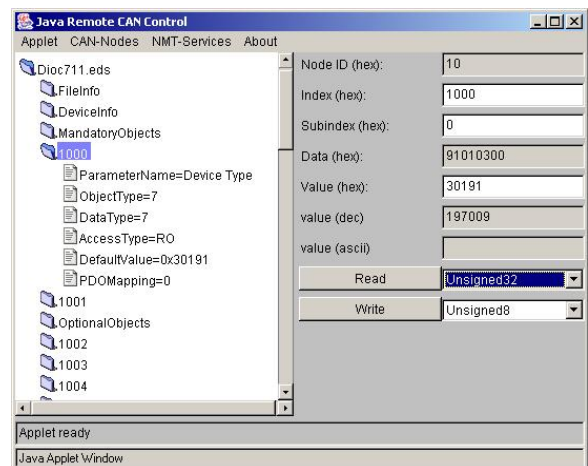 Java Remote CAN Control
Applet CAN-Nodes NMT-Services About
Dioc711.eds
FileInfo
DeviceInfo
MandatoryObjects
1000
ParameterName=Device Type
ObjectType=7
DataType=7
AccessType=RO
DefaultValue=0x30191
PDOMapping=0
1001
OptionalObjects
1002
1003
1004
Node ID (hex): 10
Index (hex): 1000
Subindex (hex): 0
Data (hex): 91010300
Value (hex): 30191
value (dec) 197009
value (ascii)
Read Unsigned32
Write Unsigned8
Applet ready
Java Applet Window